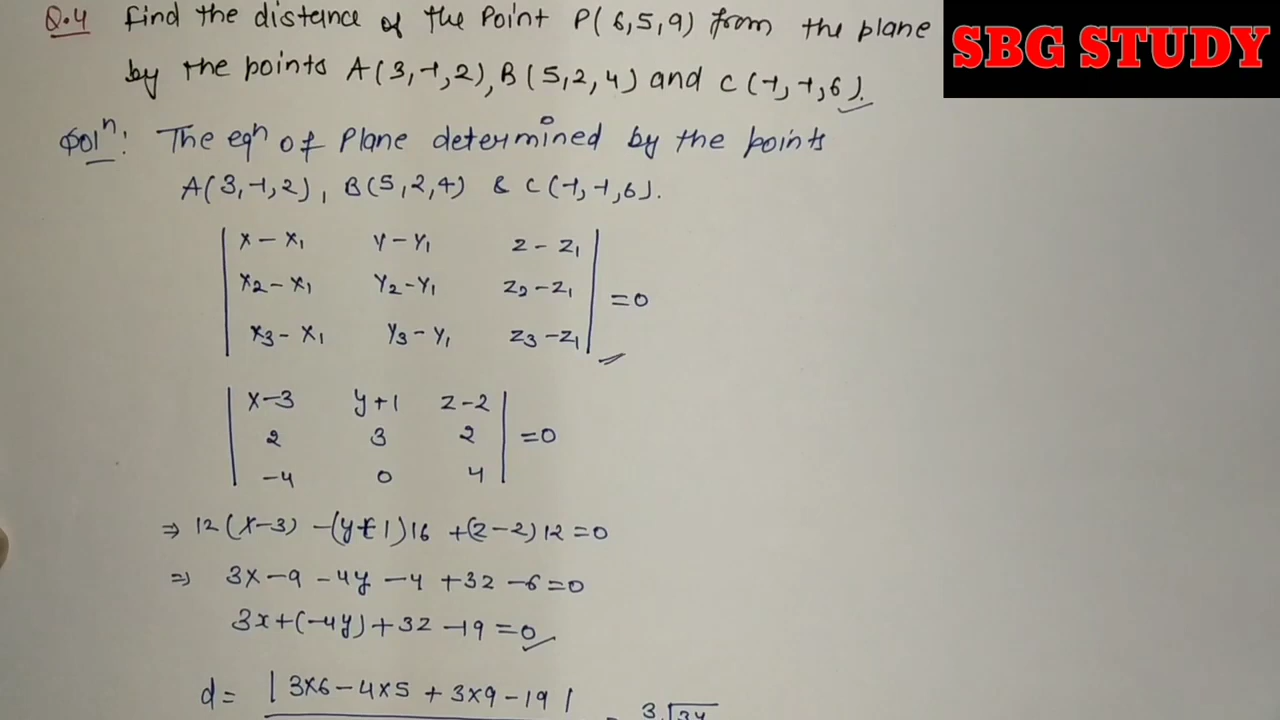 Q.4 Find the distance of the Point P(6,5,9) from the plane
SBG STUDY
by the points A(3,-1,2), B(5,2,4) and C(-1,-1,6).
Solⁿ: The eqⁿ of Plane determined by the points
A(3,-1,2), B(5,2,4) & C(-1,-1,6).
| x-x₁ y-y₁ z-z₁ |
| x₂-x₁ y₂-y₁ z₂-z₁ | =0
| x₃-x₁ y₃-y₁ z₃-z₁ |
| x-3 y+1 z-2 |
| 2 3 2 | =0
| -4 0 4 |
⇒ 12(x-3) -(y+1)16 +(z-2)12=0
⇒ 3x-9-4y-4+3z-6=0
3x+(-4y)+3z-19=0
d= |3×6-4×5+3×9-19| = 3√34